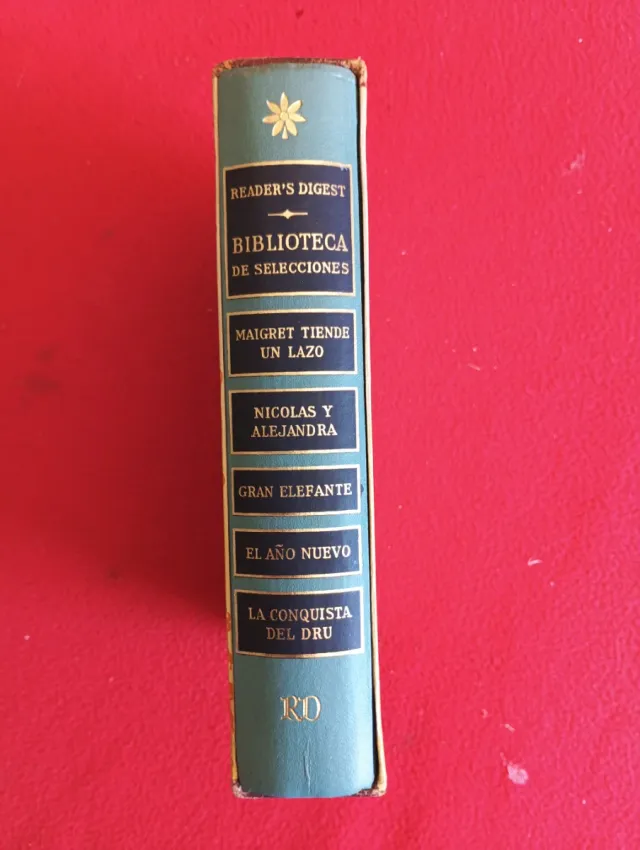 READER'S DIGEST
BIBLIOTECA
DE SELECCIONES
MAIGRET TIENDE
UN LAZO
NICOLAS Y
ALEJANDRA
GRAN ELEFANTE
EL AÑO NUEVO
LA CONQUISTA
DEL DRU
RD